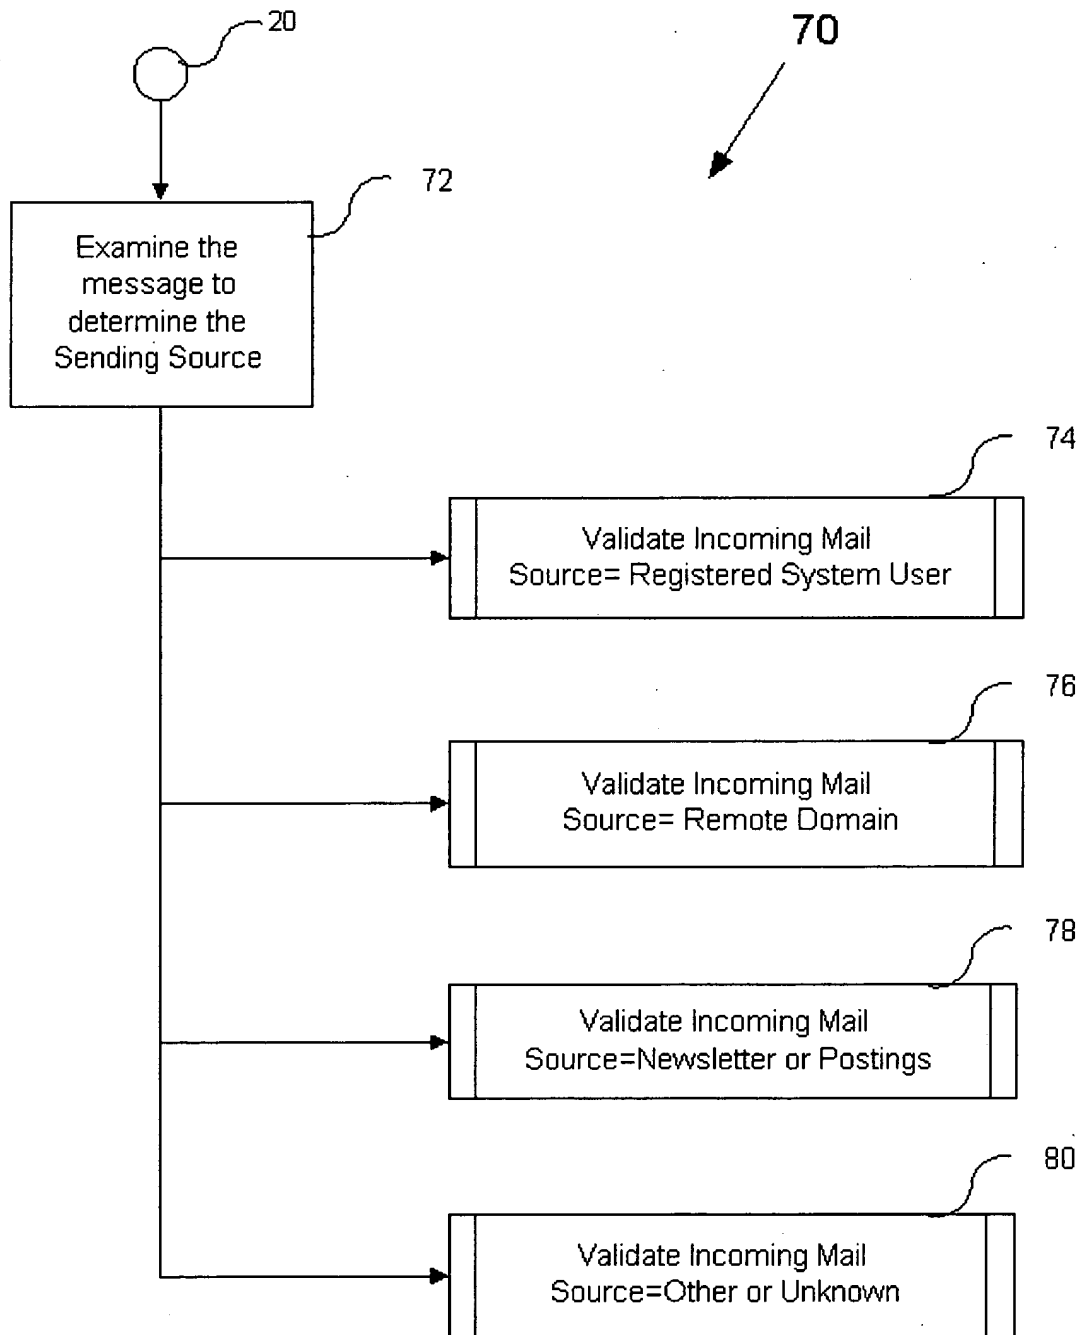 20
70
72
Examine the
message to
determine the
Sending Source
74
Validate Incoming Mail
Source= Registered System User
76
Validate Incoming Mail
Source= Remote Domain
78
Validate Incoming Mail
Source=Newsletter or Postings
80
Validate Incoming Mail
Source=Other or Unknown